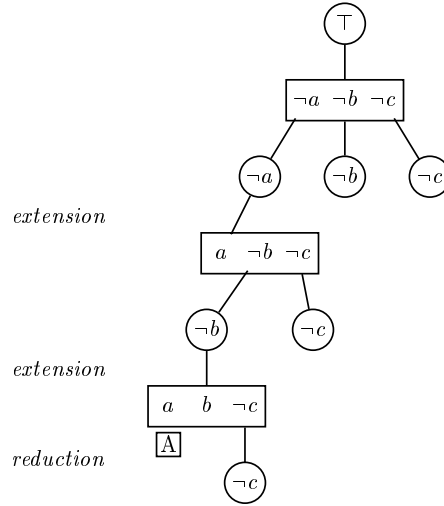 ⊤
¬a ¬b ¬c
¬a ¬b ¬c
extension
a ¬b ¬c
¬b ¬c
extension
a b ¬c
A
reduction
¬c